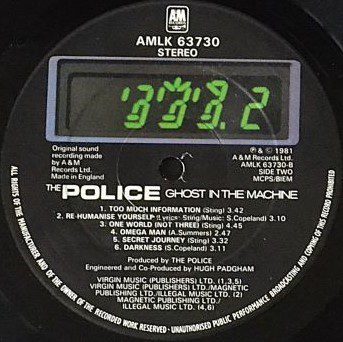 A&M
RECORDS
AMLK 63730
STEREO
.2
Original sound
recording made
by A & M
Records Ltd.
Made in England
℗ & © 1981
A & M Records Ltd.
AMLK 63730-B
SIDE TWO
MCPS/BIEM
THE POLICE GHOST IN THE MACHINE
1. TOO MUCH INFORMATION (Sting) 3.42
2. RE-HUMANISE YOURSELF (Lyrics: Sting/Music: S.Copeland) 3.10
3. ONE WORLD (NOT THREE) (Sting) 4.45
4. OMEGA MAN (A.Summers) 2.47
5. SECRET JOURNEY (Sting) 3.32
6. DARKNESS (S.Copeland) 3.11
Produced by THE POLICE
Engineered and Co-Produced by HUGH PADGHAM
VIRGIN MUSIC (PUBLISHERS) LTD. (1,3,5)
VIRGIN MUSIC (PUBLISHERS) LTD./
MAGNETIC PUBLISHING LTD./ILLEGAL MUSIC LTD. (2)
MAGNETIC PUBLISHING LTD./
ILLEGAL MUSIC LTD. (4,6)
ALL RIGHTS OF THE MANUFACTURER AND OF THE OWNER OF THE RECORDED WORK RESERVED · UNAUTHORISED PUBLIC PERFORMANCE BROADCASTING AND COPYING OF THIS RECORD PROHIBITED